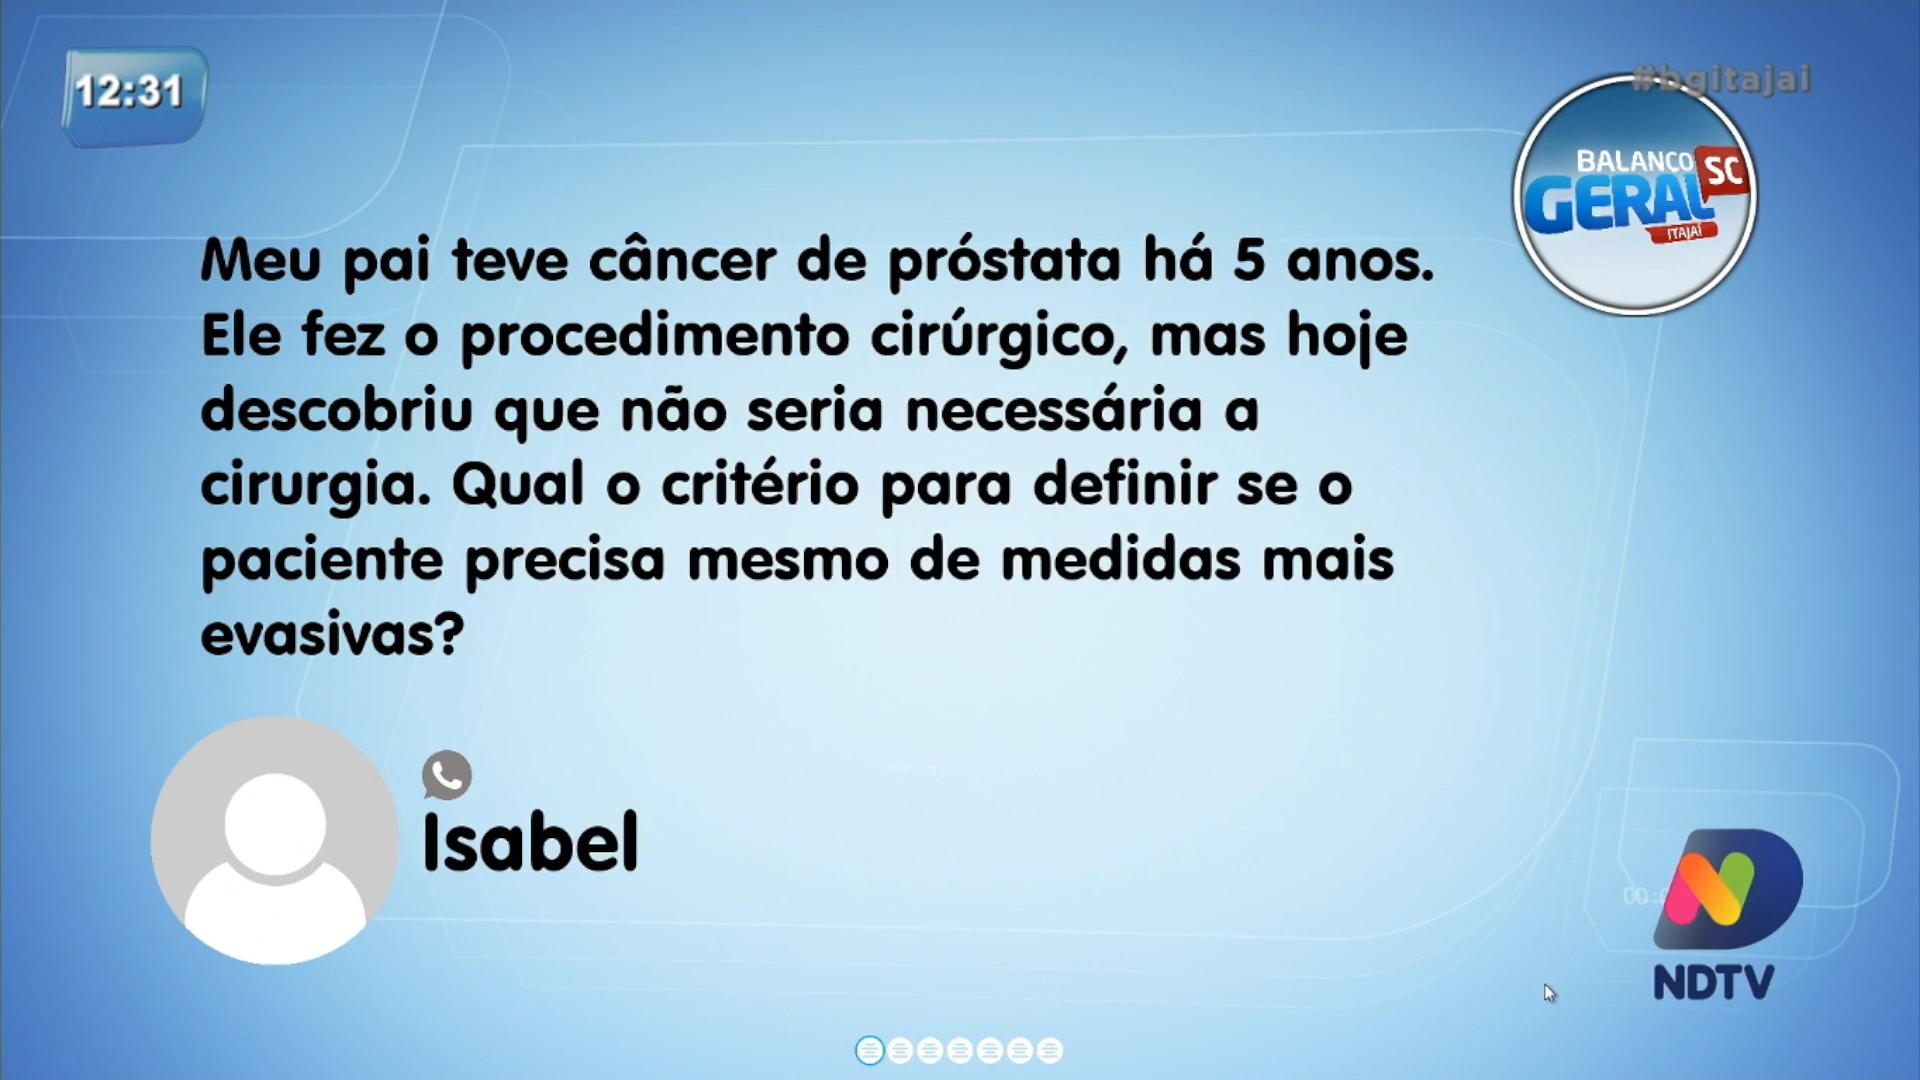 12:31
#bgitajai
BALANÇO
GERAL SC
ITAJAÍ
Meu pai teve câncer de próstata há 5 anos.
Ele fez o procedimento cirúrgico, mas hoje
descobriu que não seria necessária a
cirurgia. Qual o critério para definir se o
paciente precisa mesmo de medidas mais
evasivas?
Isabel
NDTV